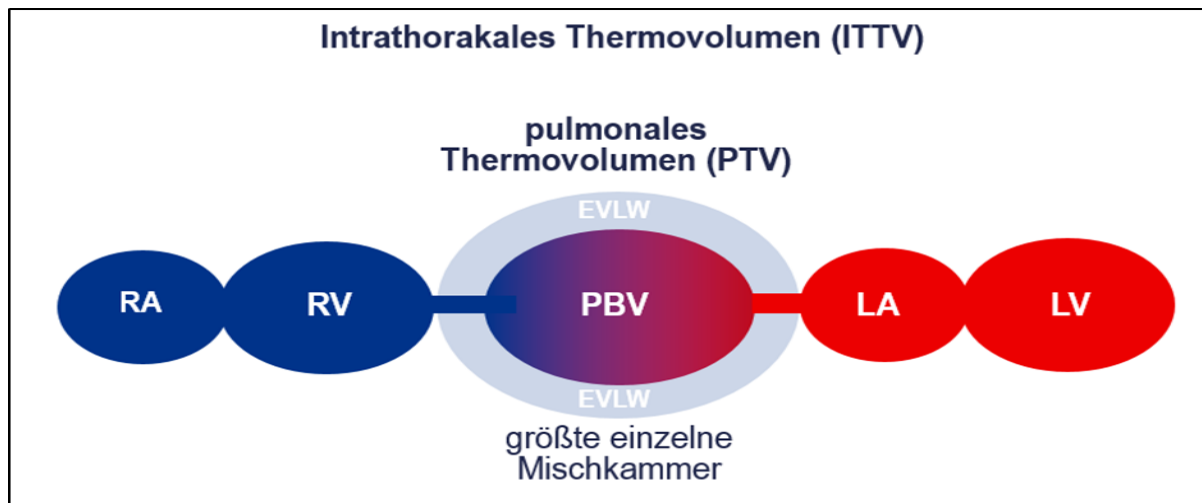 Intrathorakales Thermovolumen (ITTV)
pulmonales
Thermovolumen (PTV)
EVLW
RA
RV
PBV
LA
LV
EVLW
größte einzelne
Mischkammer